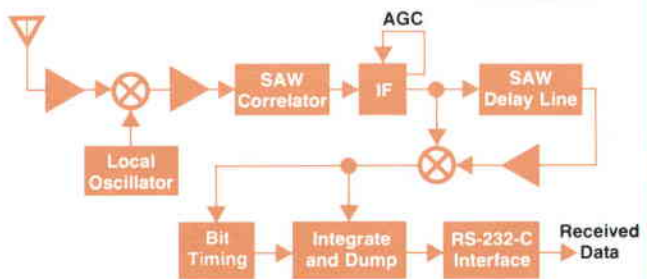 AGC
SAW
Correlator
IF
SAW
Delay Line
Local
Oscillator
Bit
Timing
Integrate
and Dump
RS-232-C
Interface
Received
Data